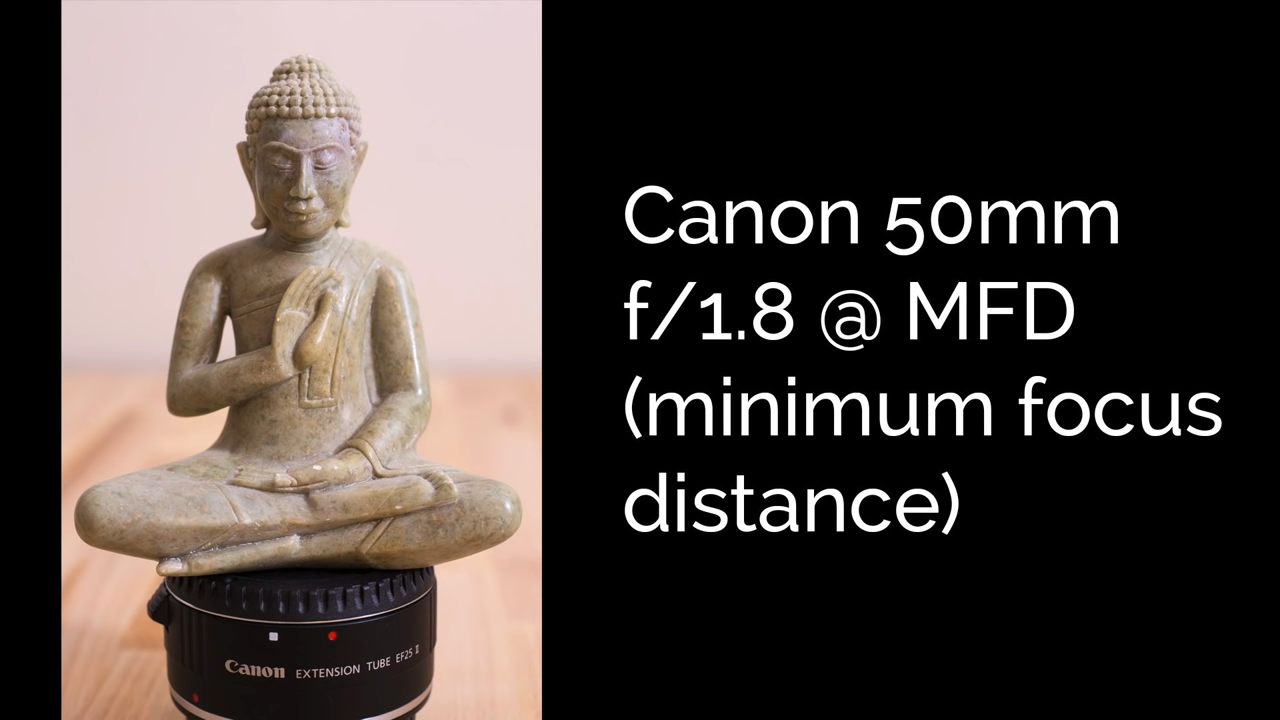 Canon 50mm
f/1.8 @ MFD
(minimum focus
distance)
Canon EXTENSION TUBE EF25 II